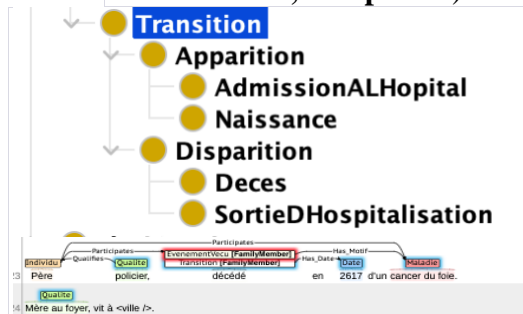 Transition
Apparition
AdmissionALHopital
Naissance
Disparition
Deces
SortieDHospitalisation
Participates
Participates
EvenementVecu [FamilyMember]
Has_Motif
Individu
Qualifies
Qualite
Transition [FamilyMember]
Has_Date
Date
Maladie
23 Père policier, décédé en 2617 d'un cancer du foie.
Qualite
24 Mère au foyer, vit à <ville />.